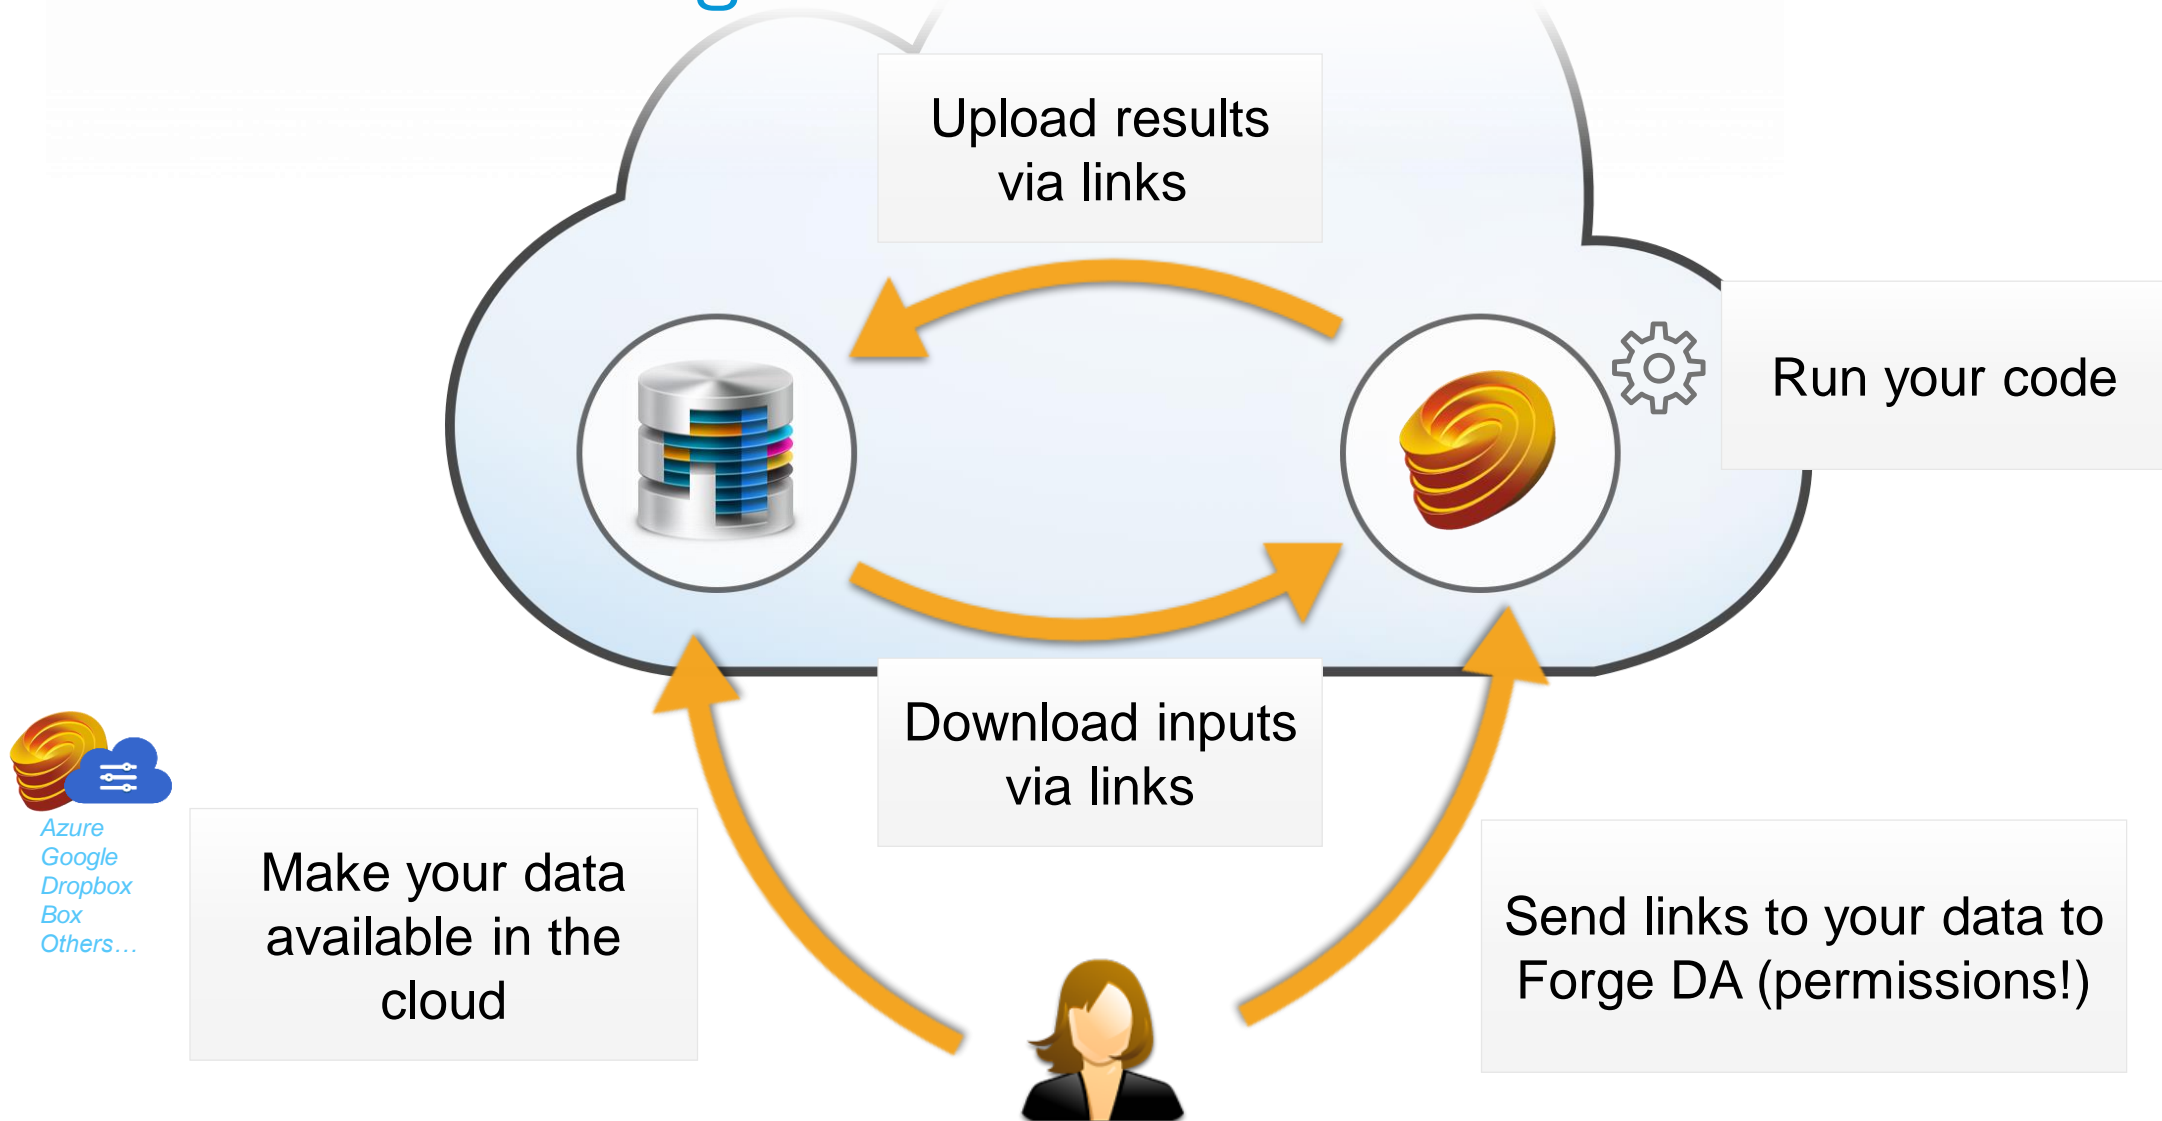 Upload results
via links
Run your code
Download inputs
via links
Azure
Google
Dropbox
Box
Others…
Make your data
available in the
cloud
Send links to your data to
Forge DA (permissions!)